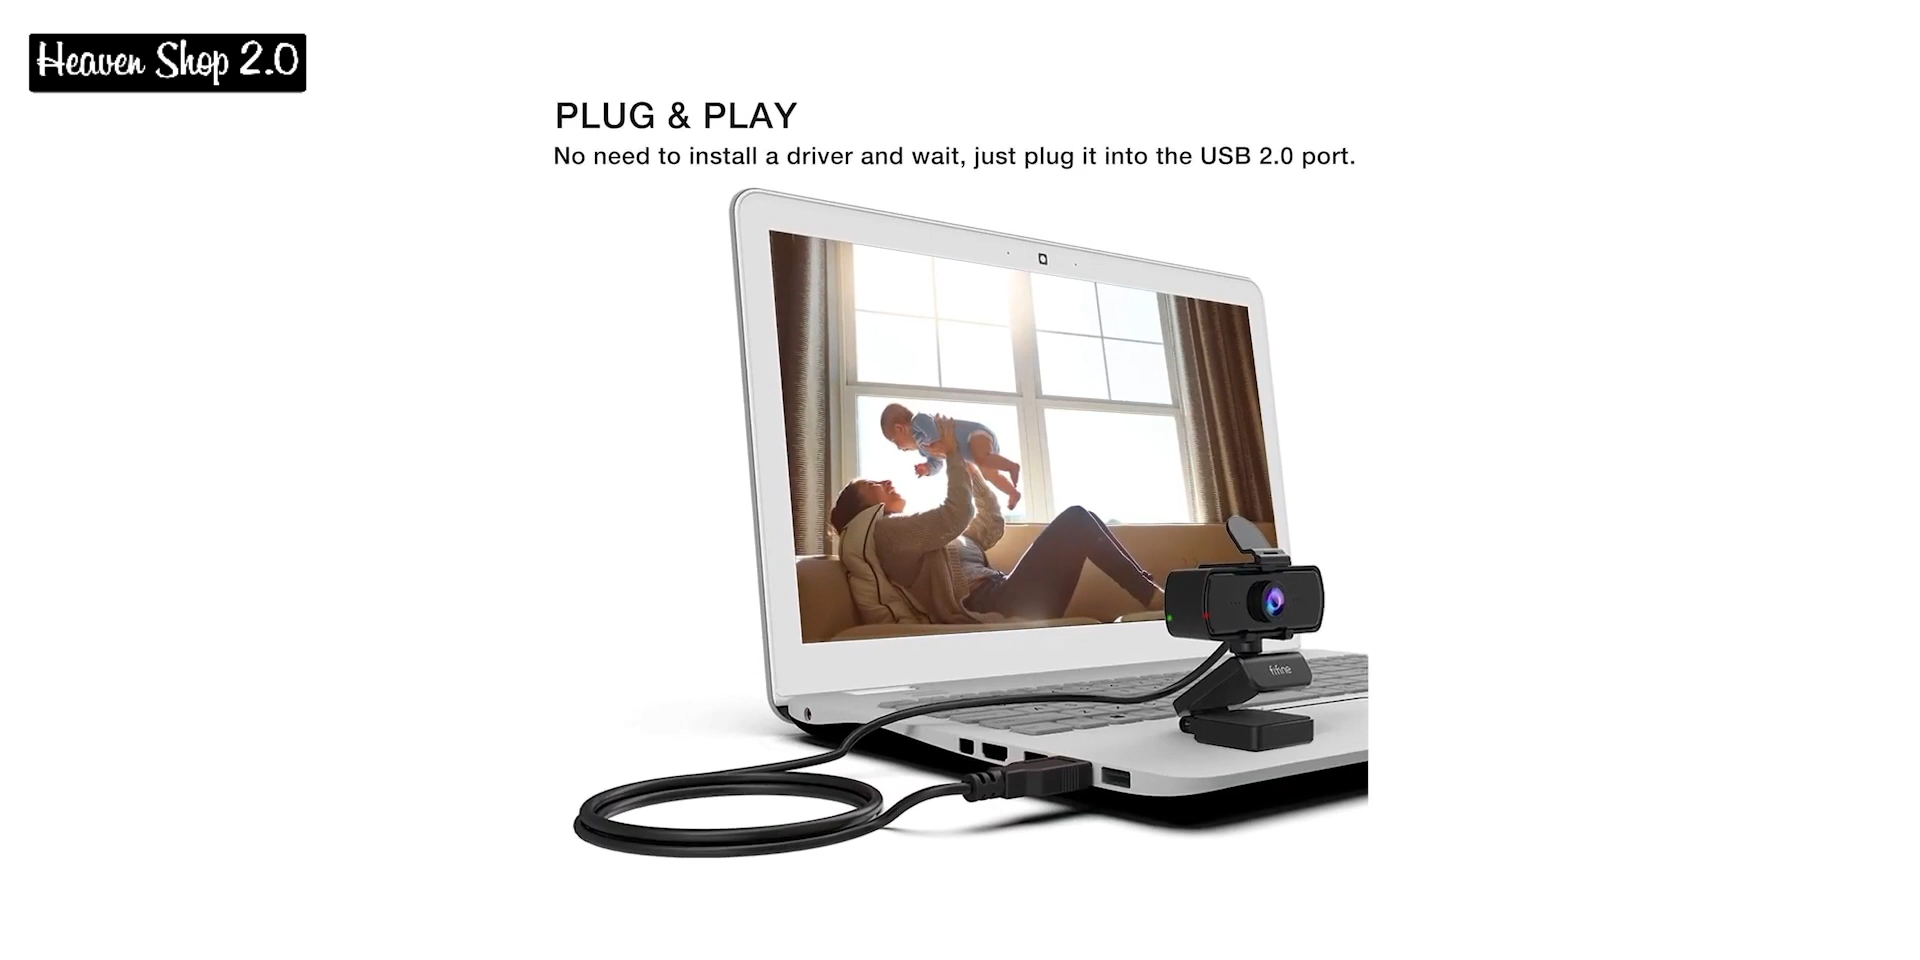 Heaven Shop 2.0
PLUG & PLAY
No need to install a driver and wait, just plug it into the USB 2.0 port.
fifine